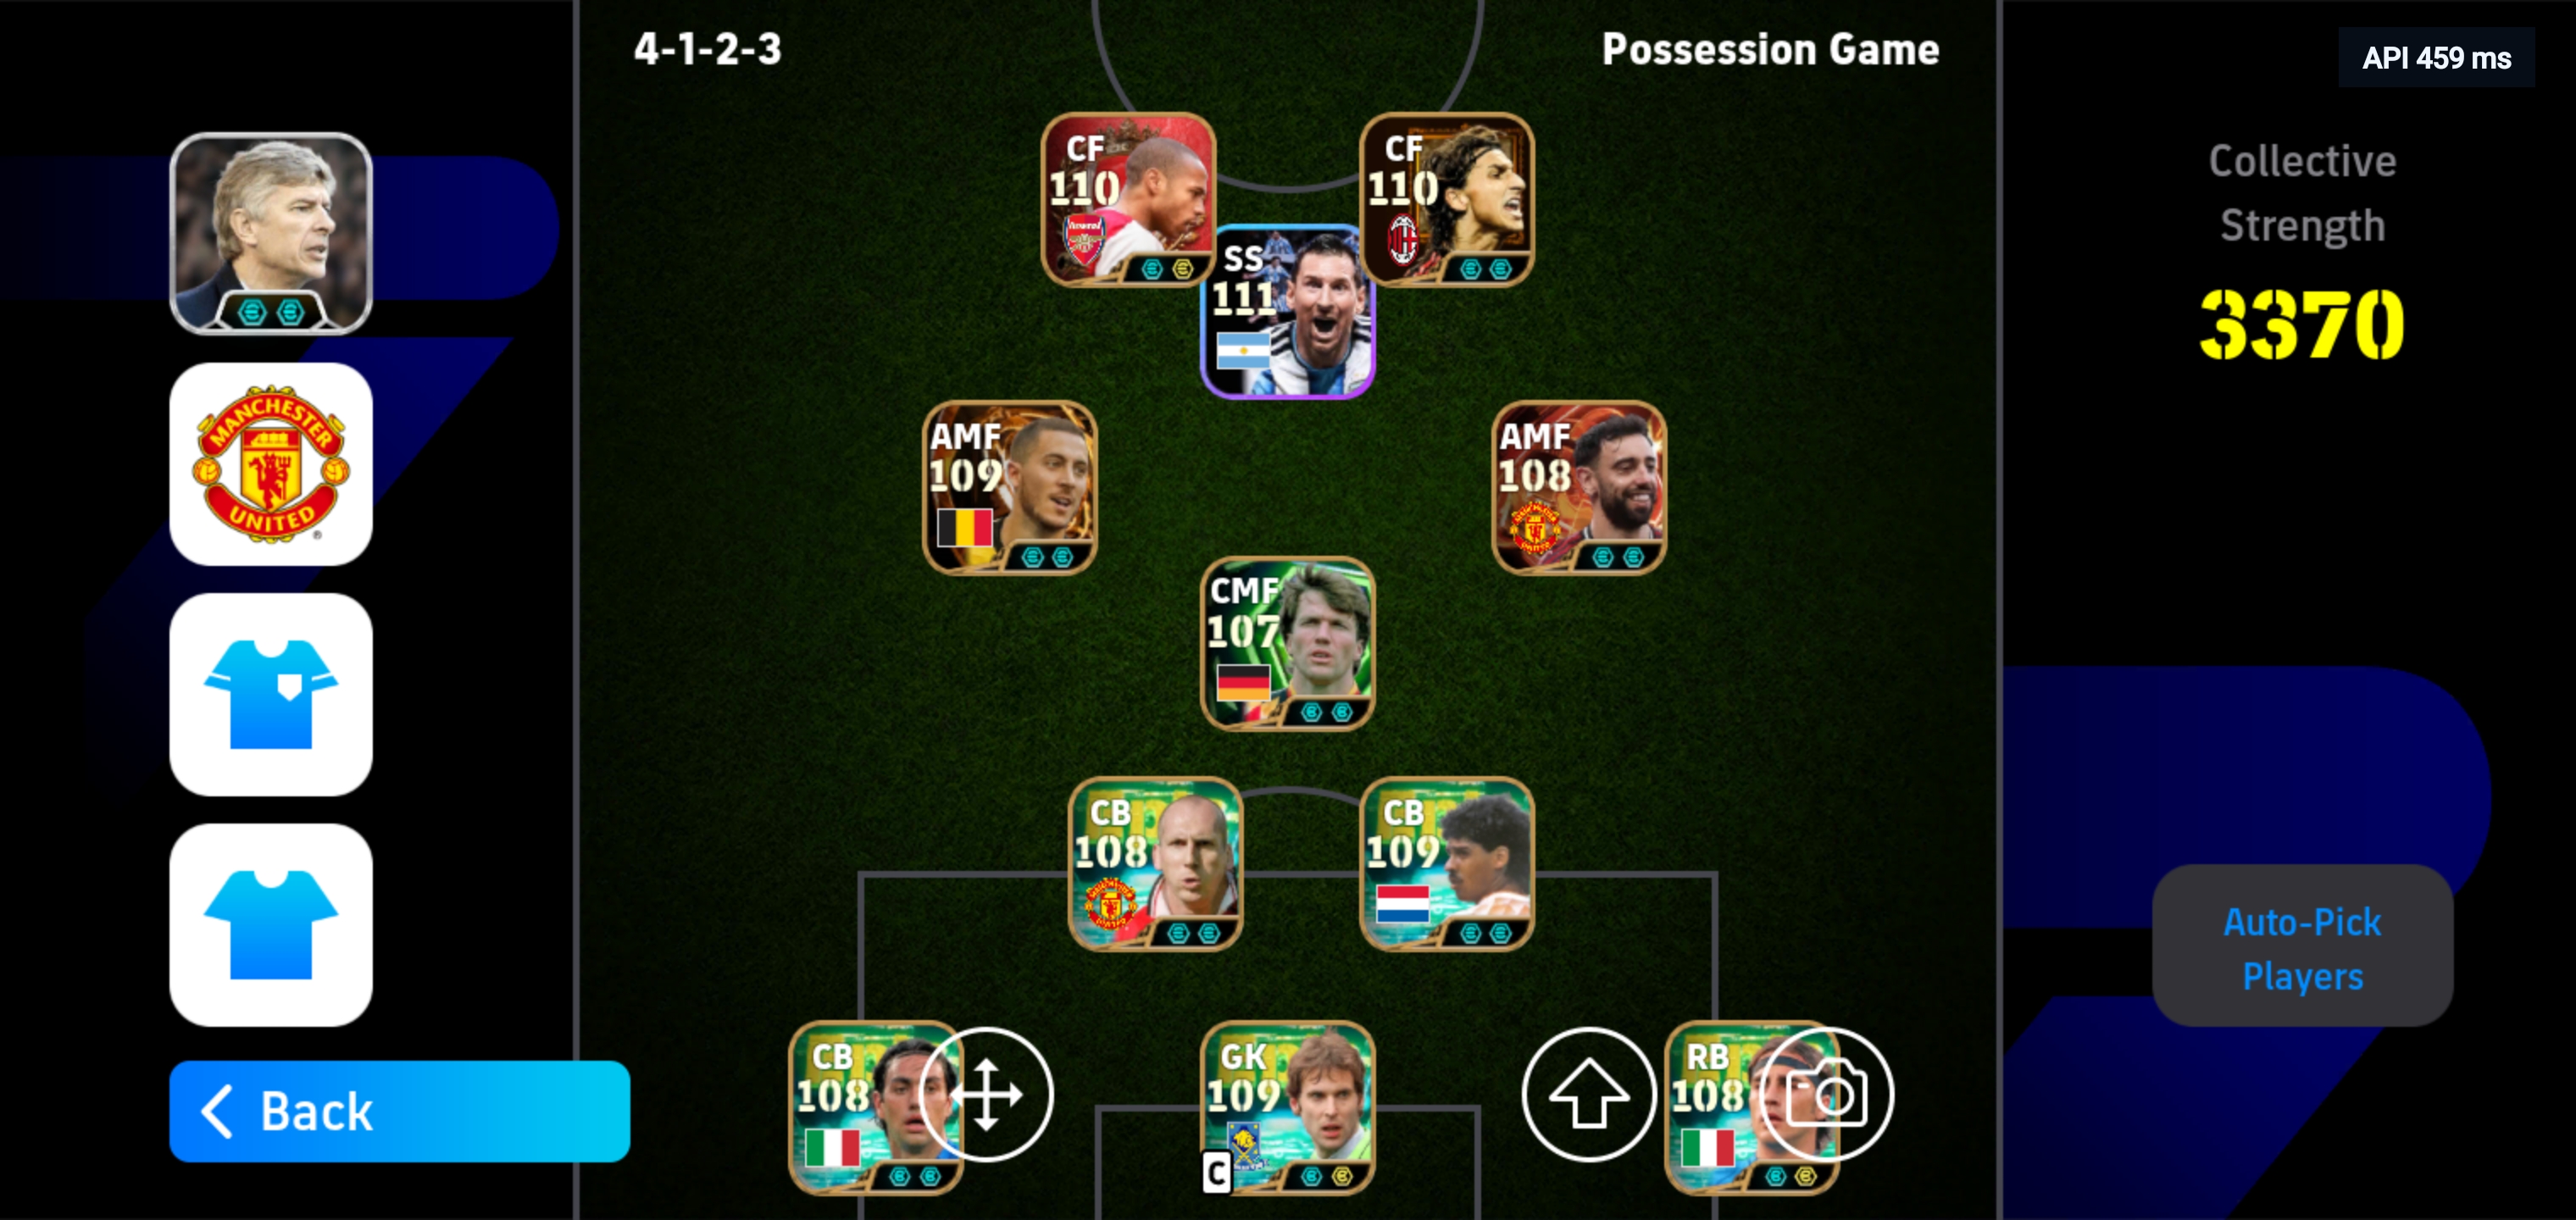 4-1-2-3
Possession Game
API 459 ms
Collective
Strength
3370
CF
110
CF
110
SS
111
AMF
109
AMF
108
CMF
107
CB
108
CB
109
CB
108
GK
109
C
RB
108
MANCHESTER
UNITED
®
Arsenal
Auto-Pick
Players
Back